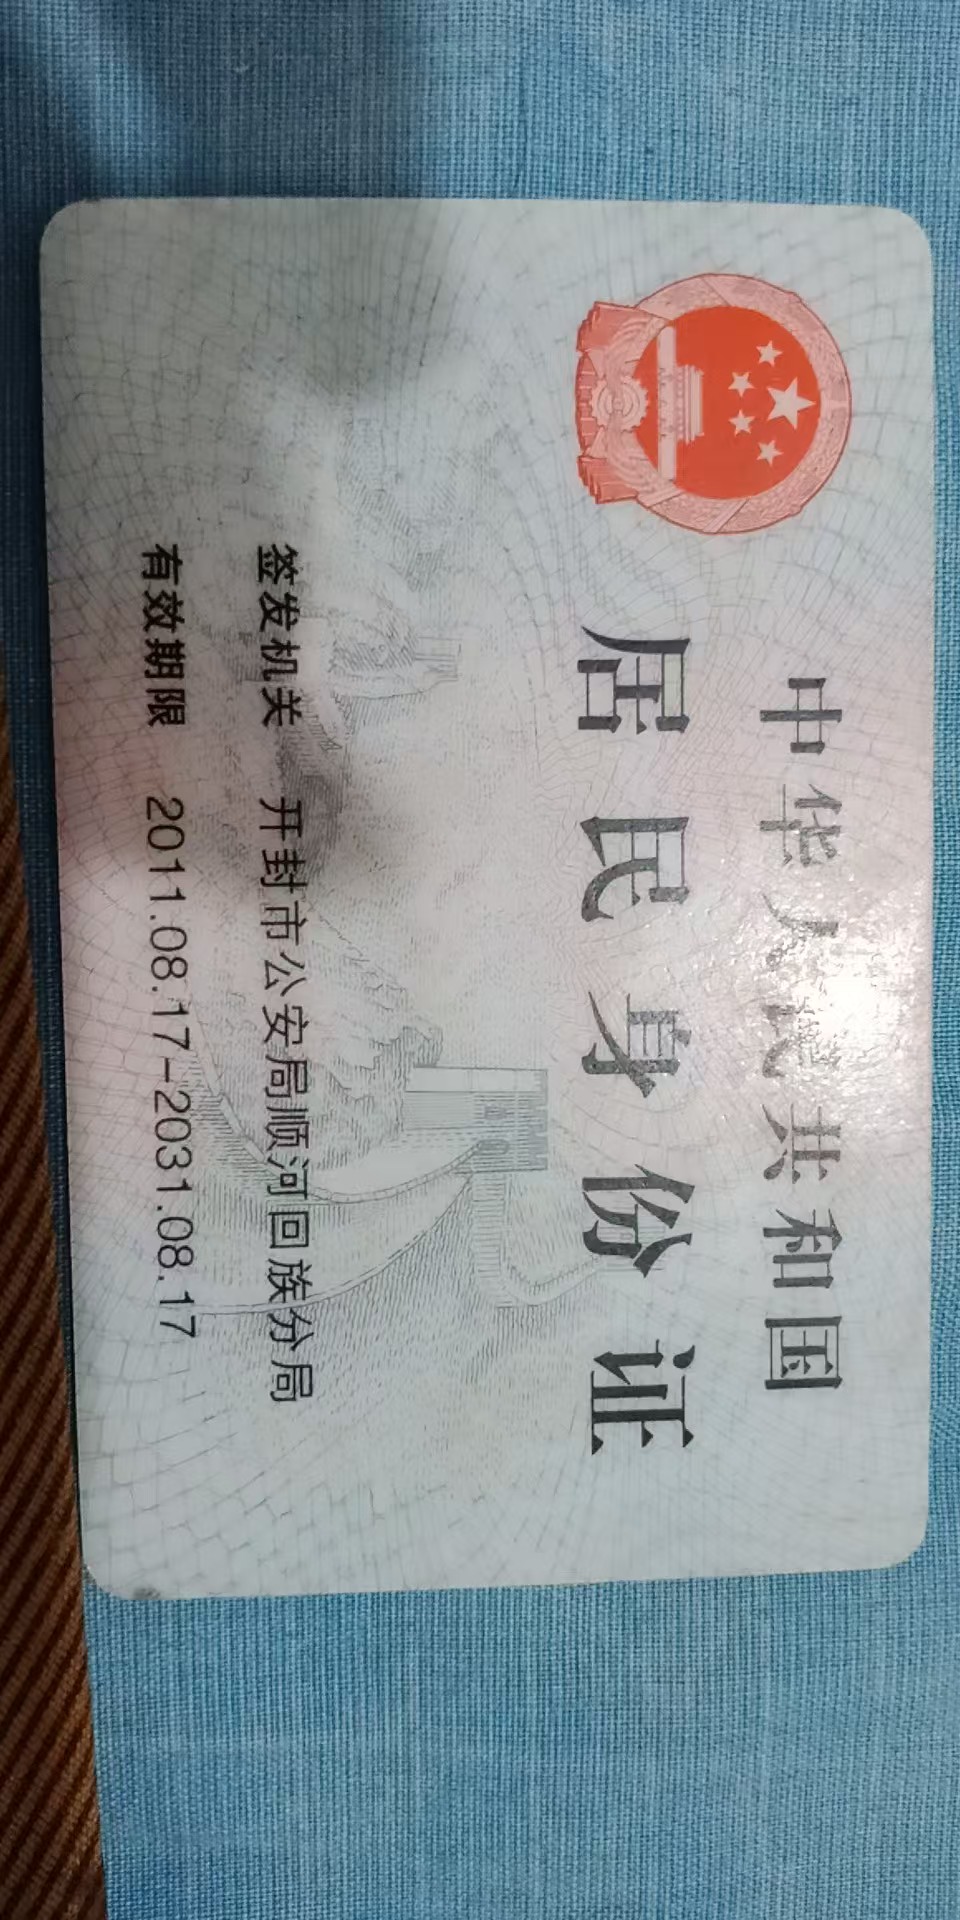 中华人民共和国
居民身份证
签发机关 开封市公安局顺河回族分局
有效期限 2011.08.17-2031.08.17